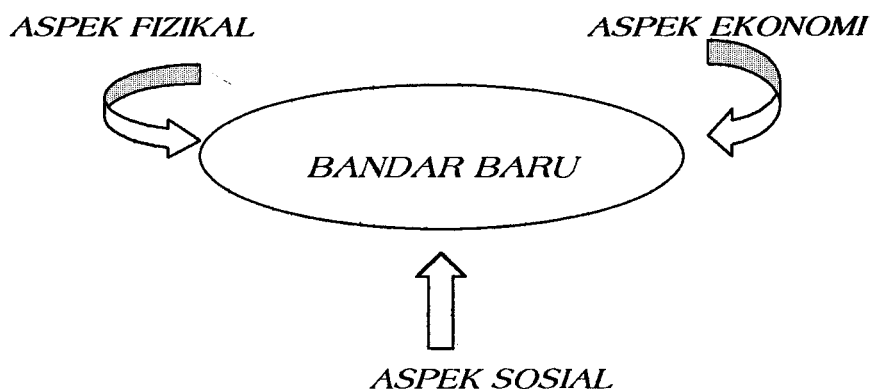 ASPEK FIZIKAL
ASPEK EKONOMI
BANDAR BARU
ASPEK SOSIAL